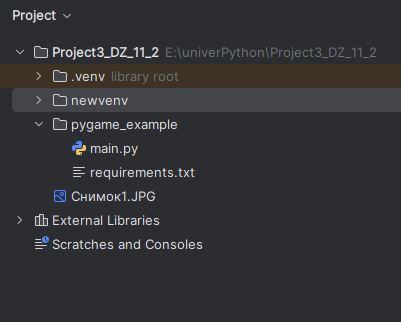 Project
Project3_DZ_11_2 E:\univerPython\Project3_DZ_11_2
.venv library root
newvenv
pygame_example
main.py
requirements.txt
Снимок1.JPG
External Libraries
Scratches and Consoles